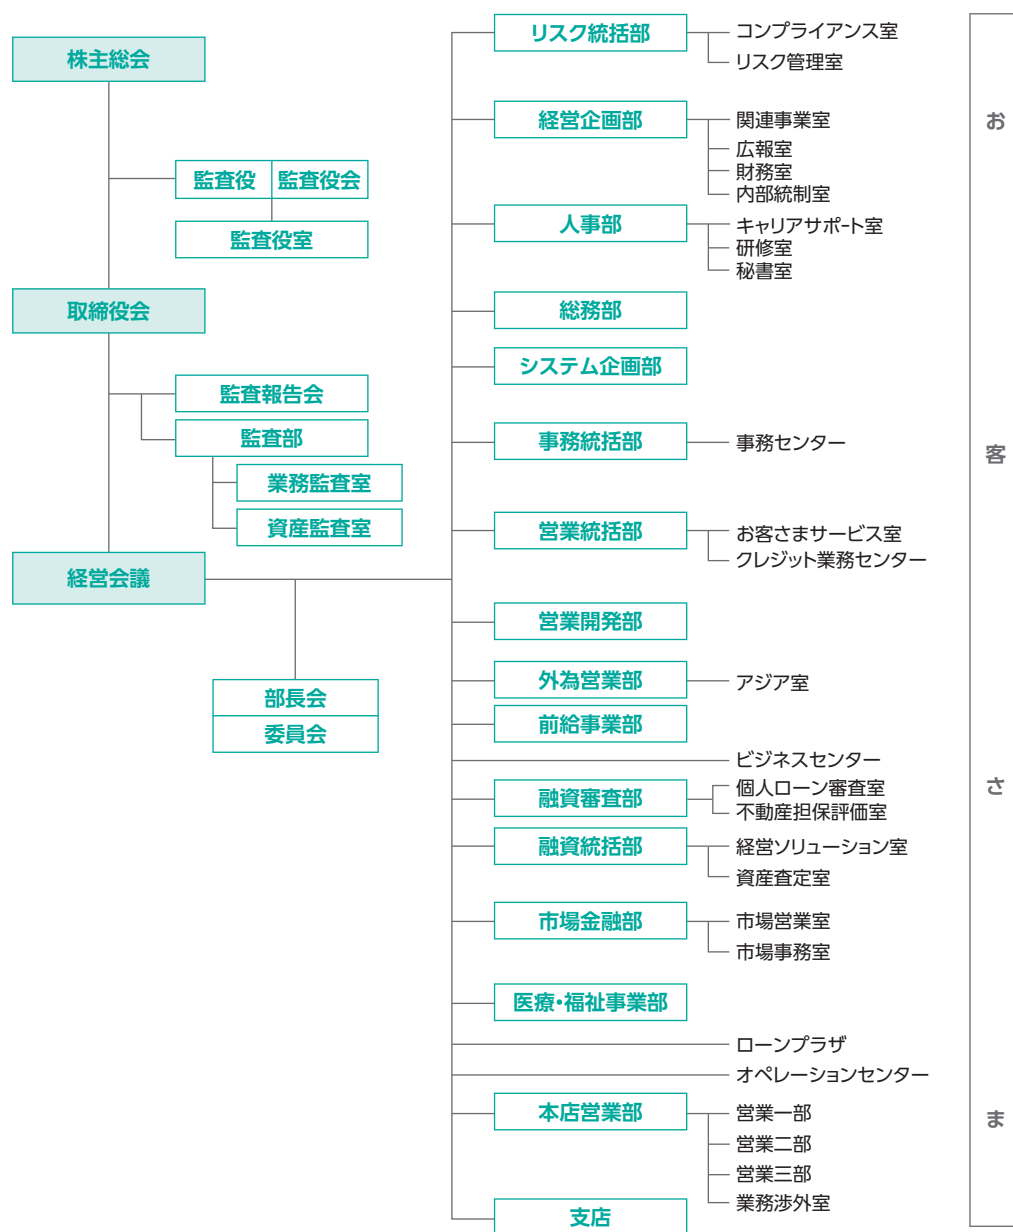 株主総会
監査役 監査役会
監査役室
取締役会
監査報告会
監査部
業務監査室
資産監査室
経営会議
部長会
委員会
リスク統括部
コンプライアンス室
リスク管理室
経営企画部
関連事業室
広報室
財務室
内部統制室
人事部
キャリアサポート室
研修室
秘書室
総務部
システム企画部
事務統括部
事務センター
営業統括部
お客さまサービス室
クレジット業務センター
営業開発部
外為営業部
アジア室
前給事業部
ビジネスセンター
融資審査部
個人ローン審査室
不動産担保評価室
融資統括部
経営ソリューション室
資産査定室
市場金融部
市場営業室
市場事務室
医療・福祉事業部
ローンプラザ
オペレーションセンター
本店営業部
営業一部
営業二部
営業三部
業務渉外室
支店
お客さま